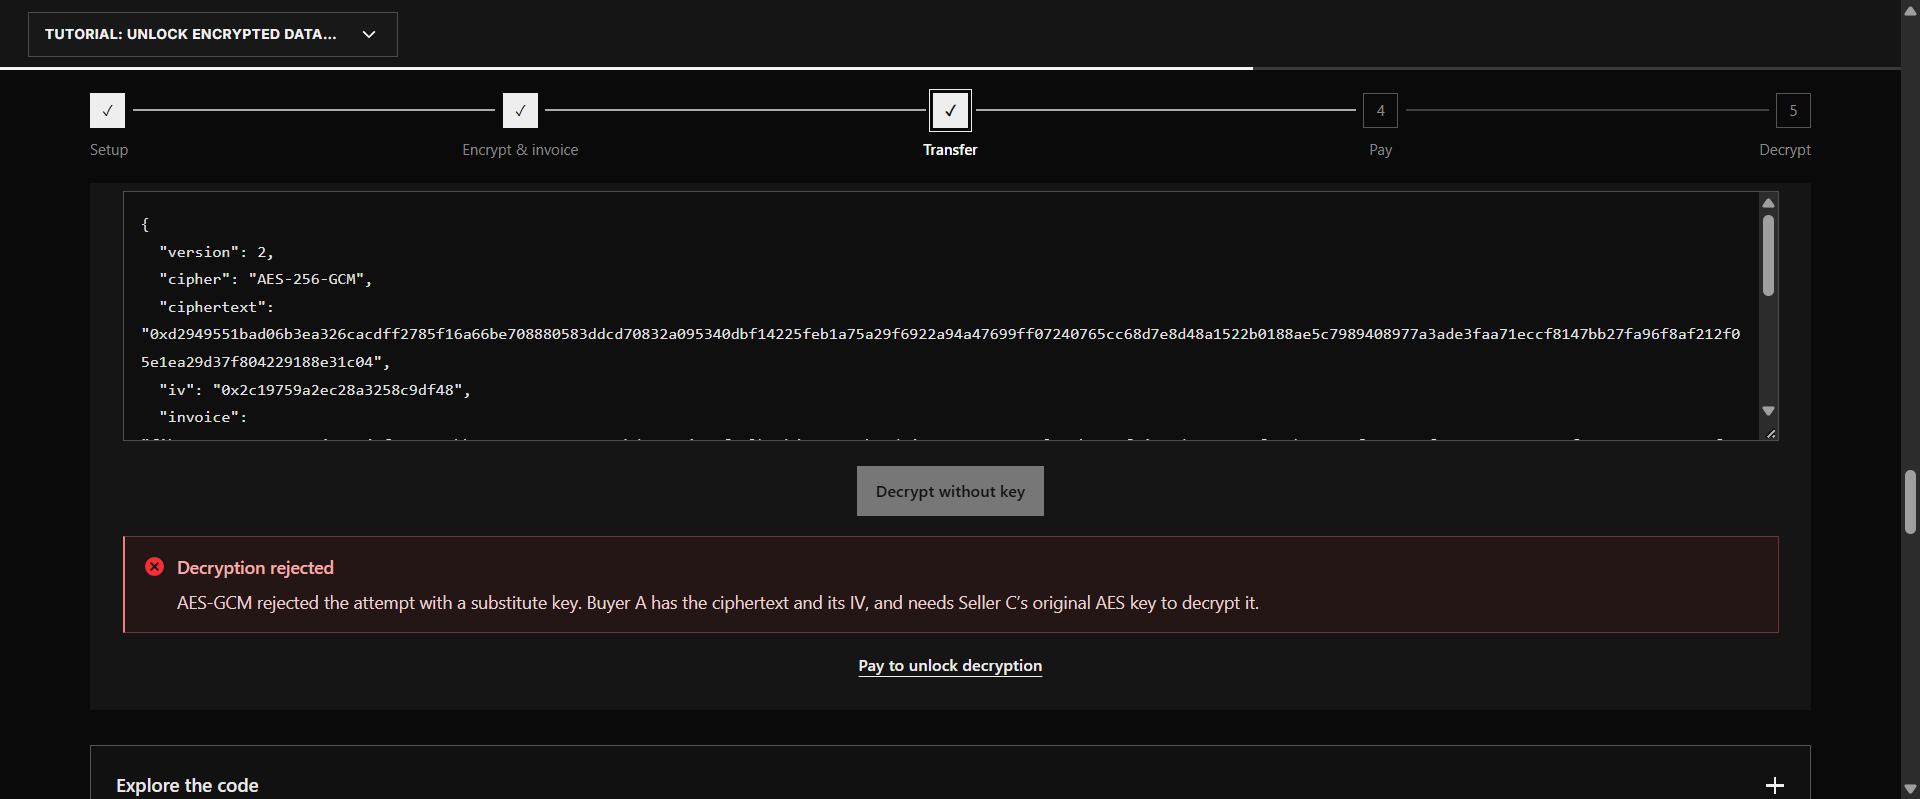 TUTORIAL: UNLOCK ENCRYPTED DATA...
✓ ✓ ✓ 4 5
Setup Encrypt & invoice Transfer Pay Decrypt
{
"version": 2,
"cipher": "AES-256-GCM",
"ciphertext":
"0xd2949551bad06b3ea326cacdff2785f16a66be708880583ddcd70832a095340dbf14225feb1a75a29f6922a94a47699ff07240765cc68d7e8d48a1522b0188ae5c7989408977a3ade3faa71eccf8147bb27fa96f8af212f0
5e1ea29d37f804229188e31c04",
"iv": "0x2c19759a2ec28a3258c9df48",
"invoice":
Decrypt without key
Decryption rejected
AES-GCM rejected the attempt with a substitute key. Buyer A has the ciphertext and its IV, and needs Seller C’s original AES key to decrypt it.
Pay to unlock decryption
Explore the code